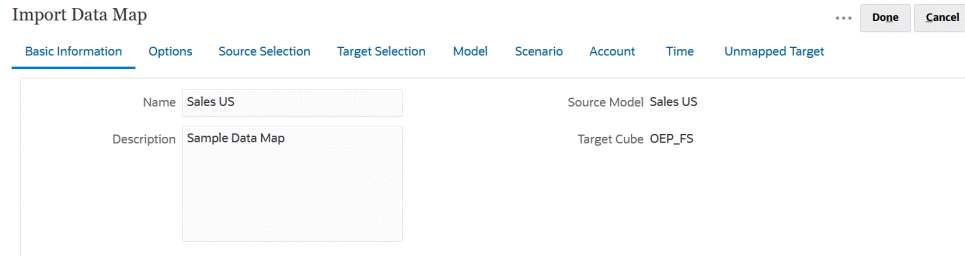 Import Data Map
... Done Cancel
Basic Information Options Source Selection Target Selection Model Scenario Account Time Unmapped Target
Name Sales US Source Model Sales US
Description Sample Data Map Target Cube OEP_FS